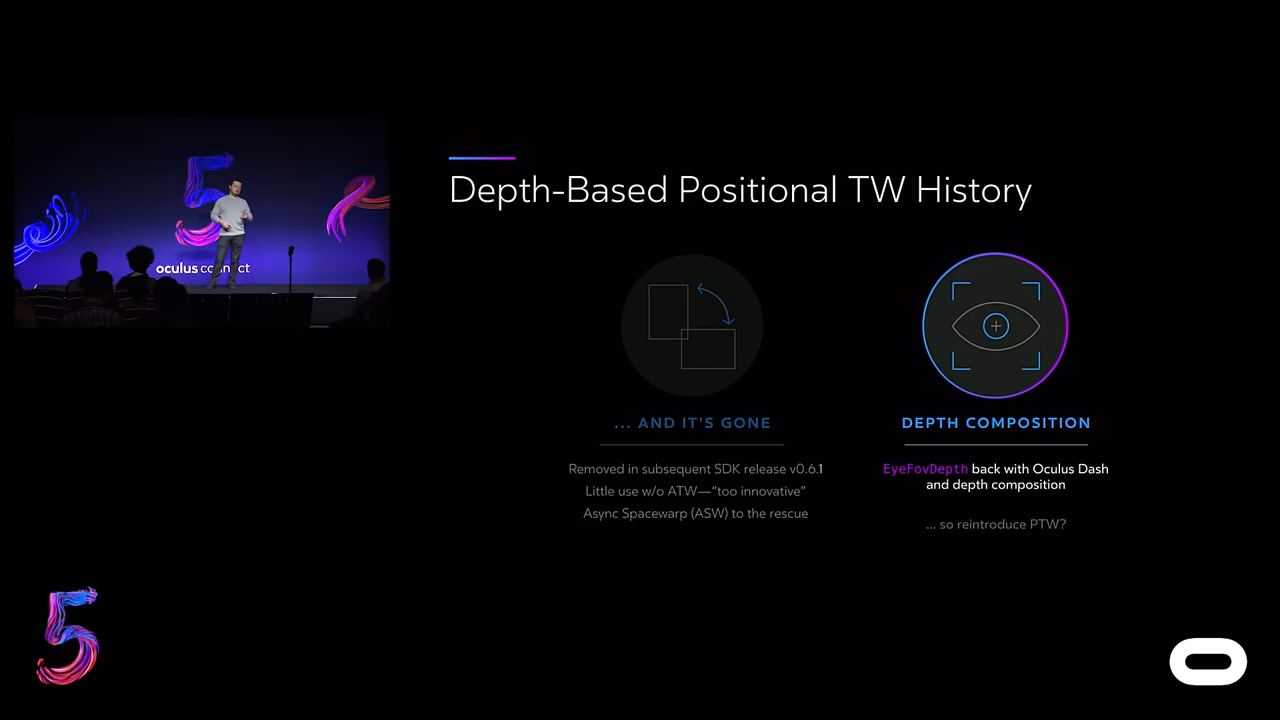 Depth-Based Positional TW History
oculus
... AND IT'S GONE
Removed in subsequent SDK release v0.6.1
Little use w/o ATW—“too innovative”
Async Spacewarp (ASW) to the rescue
DEPTH COMPOSITION
EyeFovDepth back with Oculus Dash
and depth composition
... so reintroduce PTW?
5
5